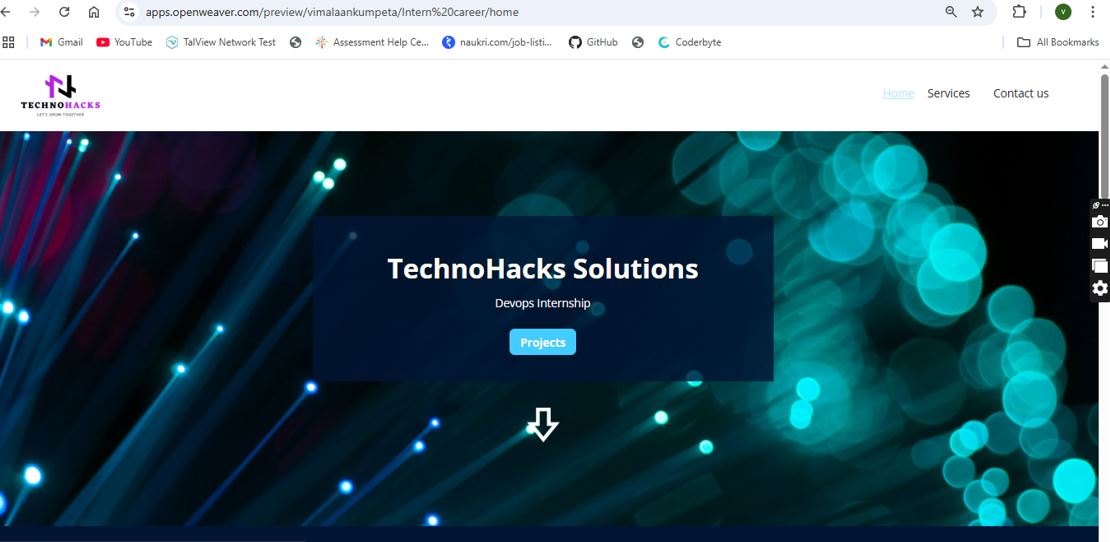 apps.openweaver.com/preview/vimalaankumpeta/Intern%20career/home
V
Gmail YouTube TalView Network Test Assessment Help Ce... naukri.com/job-listi... GitHub Coderbyte All Bookmarks
TECHNOHACKS
LET'S GROW TOGETHER
Home Services Contact us
TechnoHacks Solutions
Devops Internship
Projects